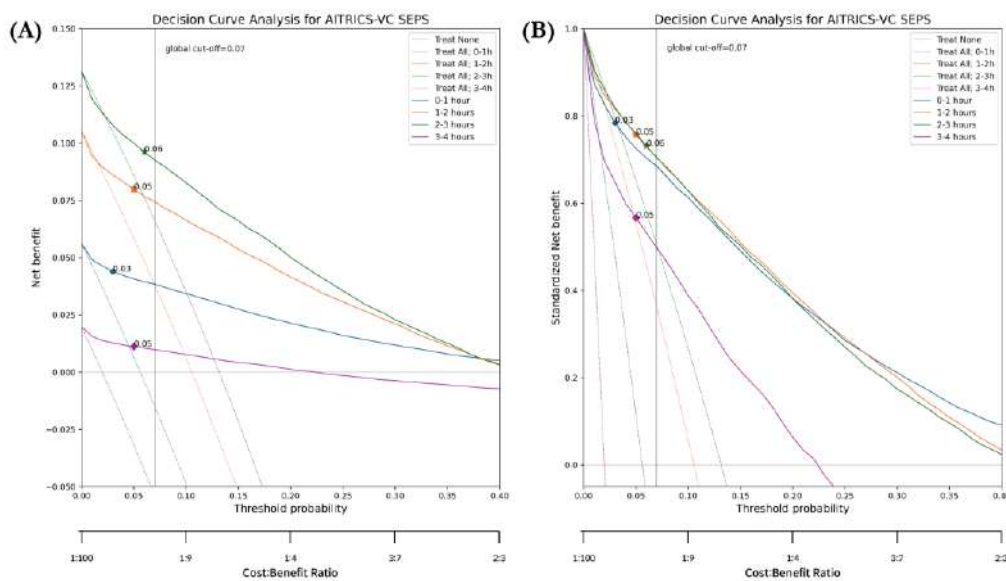 (A)
Decision Curve Analysis for AITRICS-VC SEPS
global cut-off=0.07
Treat None
Treat All; 0-1h
Treat All; 1-2h
Treat All; 2-3h
Treat All; 3-4h
0-1 hour
1-2 hours
2-3 hours
3-4 hours
0.150
0.125
0.100
0.075
0.050
0.025
0.000
−0.025
−0.050
Net benefit
0.06
0.05
0.03
0.05
0.00 0.05 0.10 0.15 0.20 0.25 0.30 0.35 0.40
Threshold probability
1:100 1:9 1:4 3:7 2:3
Cost:Benefit Ratio
(B)
Decision Curve Analysis for AITRICS-VC SEPS
global cut-off=0.07
Treat None
Treat All; 0-1h
Treat All; 1-2h
Treat All; 2-3h
Treat All; 3-4h
0-1 hour
1-2 hours
2-3 hours
3-4 hours
1.0
0.8
0.6
0.4
0.2
0.0
Standardized Net benefit
0.03
0.05
0.06
0.05
0.00 0.05 0.10 0.15 0.20 0.25 0.30 0.35 0.4
Threshold probability
1:100 1:9 1:4 3:7 2:3
Cost:Benefit Ratio